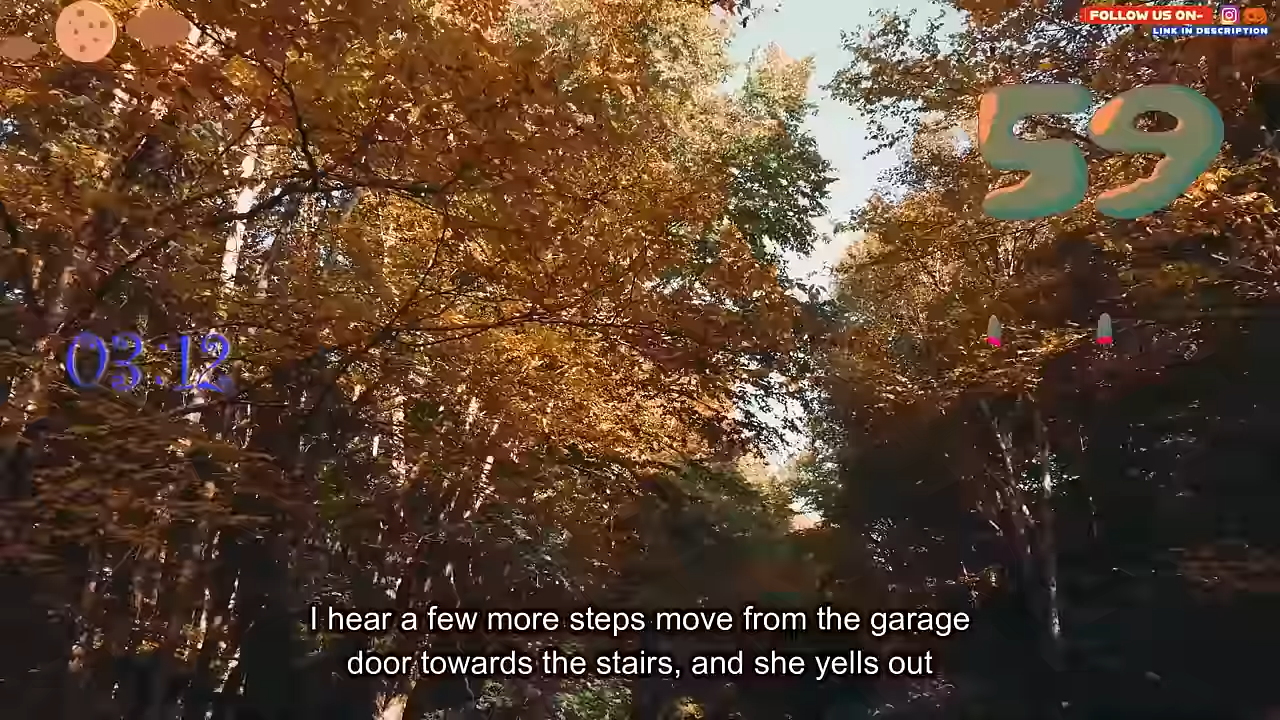 FOLLOW US ON-
LINK IN DESCRIPTION
59
03:12
I hear a few more steps move from the garage
door towards the stairs, and she yells out